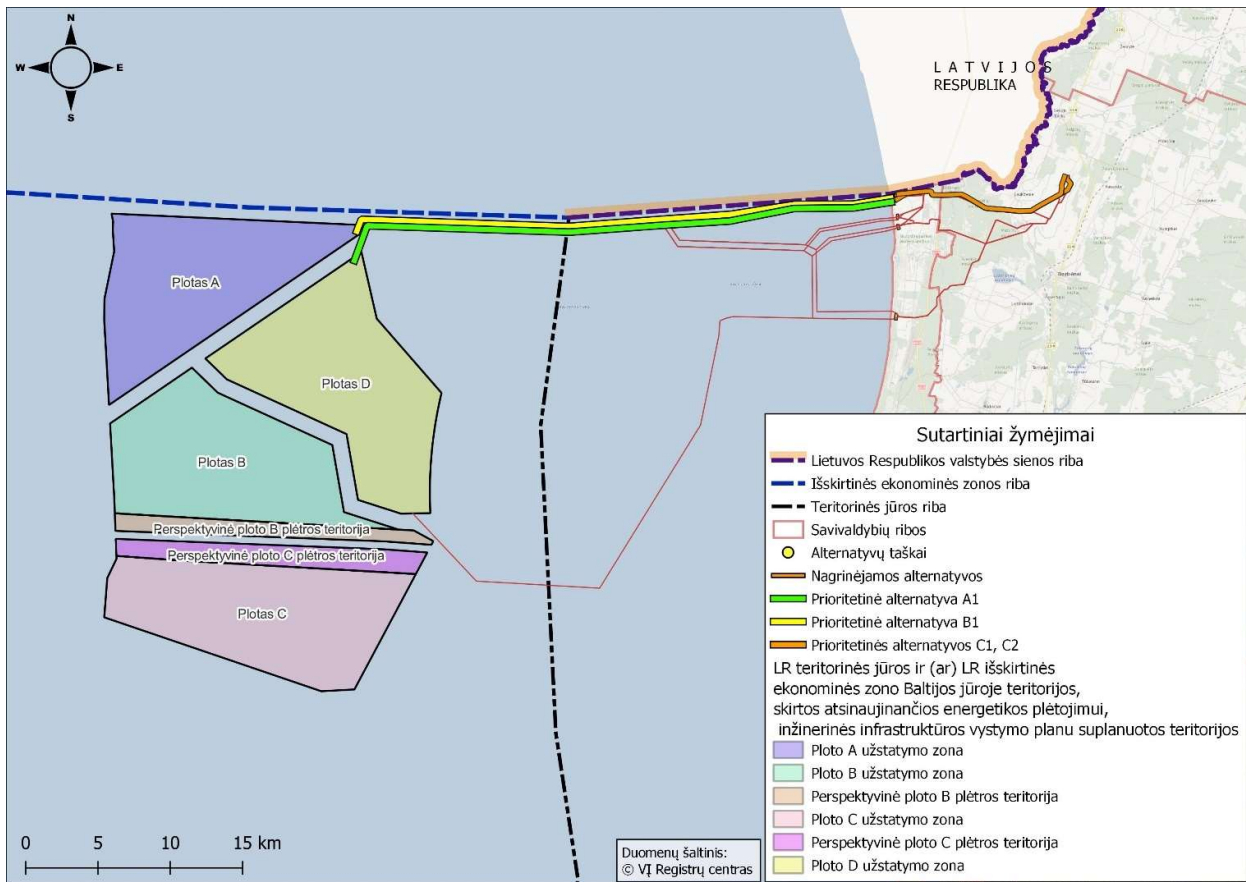 N
W
E
S
L A T V I J O S
RESPUBLIKA
Plotas A
Plotas D
Plotas B
Perspektyvinė ploto B plėtros teritorija
Perspektyvinė ploto C plėtros teritorija
Plotas C
Sutartiniai žymėjimai
Lietuvos Respublikos valstybės sienos riba
Išskirtinės ekonominės zonos riba
Teritorinės jūros riba
Savivaldybių ribos
Alternatyvų taškai
Nagrinėjamos alternatyvos
Prioritetinė alternatyva A1
Prioritetinė alternatyva B1
Prioritetinės alternatyvos C1, C2
LR teritorinės jūros ir (ar) LR išskirtinės
ekonominės zono Baltijos jūroje teritorijos,
skirtos atsinaujinančios energetikos plėtojimui,
inžinerinės infrastruktūros vystymo planu suplanuotos teritorijos
Ploto A užstatymo zona
Ploto B užstatymo zona
Perspektyvinė ploto B plėtros teritorija
Ploto C užstatymo zona
Perspektyvinė ploto C plėtros teritorija
Ploto D užstatymo zona
0 5 10 15 km
Duomenų šaltinis:
© VĮ Registrų centras